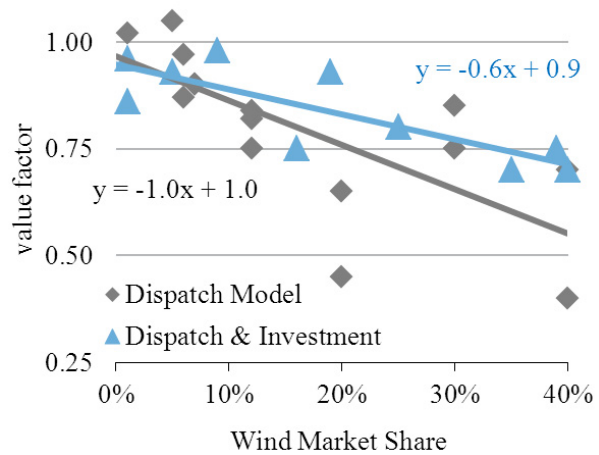 1.00
y = -0.6x + 0.9
0.75
value factor
y = -1.0x + 1.0
0.50
Dispatch Model
Dispatch & Investment
0.25
0% 10% 20% 30% 40%
Wind Market Share